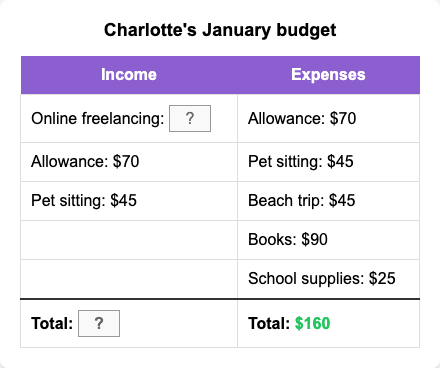 Charlotte's January budget
Income Expenses
Online freelancing: ? Allowance: $70
Allowance: $70 Pet sitting: $45
Pet sitting: $45 Beach trip: $45
Books: $90
School supplies: $25
Total: ? Total: $160